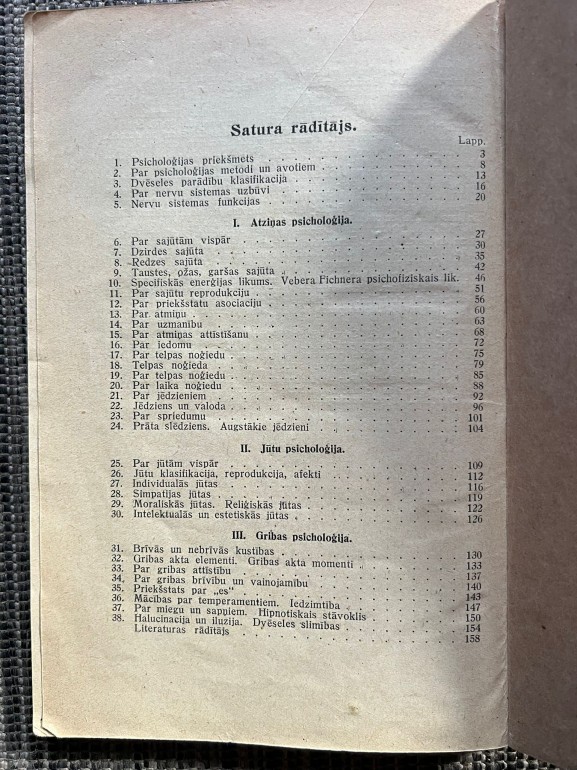 Satura rādītājs.
Lapp.
1. Psicholoģijas priekšmets 3
2. Par psicholoģijas metodi un avotiem 8
3. Dvēseles parādību klasifikacija 13
4. Par nervu sistemas uzbūvi 16
5. Nervu sistemas funkcijas 20
I. Atziņas psicholoģija.
6. Par sajūtām vispār 27
7. Dzirdes sajūta 30
8. Redzes sajūta 35
9. Taustes, ožas, garšas sajūta 42
10. Specifiskās enerģijas likums. Vebera Fichnera psichofiziskais lik. 46
11. Par sajūtu reprodukciju 51
12. Par priekšstatu asociaciju 56
13. Par atmiņu 60
14. Par uzmanību 63
15. Par atmiņas attīstīšanu 68
16. Par iedomu 72
17. Par telpas noģiedu 75
18. Telpas noģieda 79
19. Par telpas noģiedu 85
20. Par laika noģiedu 88
21. Par jēdzieniem 92
22. Jēdziens un valoda 96
23. Par spriedumu 101
24. Prāta slēdziens. Augstākie jēdzieni 104
II. Jūtu psicholoģija.
25. Par jūtām vispār 109
26. Jūtu klasifikacija, reprodukcija, afekti 112
27. Individualās jūtas 116
28. Simpatijas jūtas 119
29. Moraliskās jūtas. Reliģiskās jūtas 122
30. Intelektualās un estetiskās jūtas 126
III. Gribas psicholoģija.
31. Brīvās un nebrīvās kustības 130
32. Gribas akta elementi. Gribas akta momenti 133
33. Par gribas attīstību 137
34. Par gribas brīvību un vainojamību 140
35. Priekšstats par „es“ 143
36. Mācības par temperamentiem. Iedzimtība 147
37. Par miegu un sapņiem. Hipnotiskais stāvoklis 150
38. Halucinacija un iluzija. Dvēseles slimības 154
Literaturas rādītājs 158